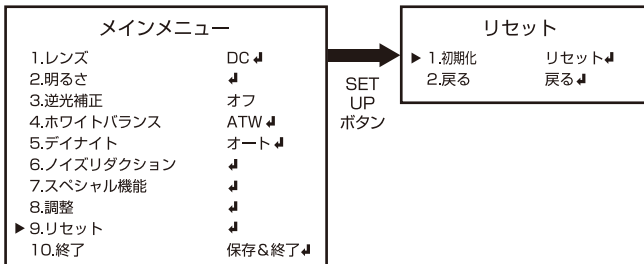 メインメニュー
1.レンズ DC↲
2.明るさ ↲
3.逆光補正 オフ
4.ホワイトバランス ATW↲
5.デイナイト オート↲
6.ノイズリダクション ↲
7.スペシャル機能 ↲
8.調整 ↲
▶ 9.リセット ↲
10.終了 保存&終了↲
SET
UP
ボタン
リセット
▶ 1.初期化 リセット↲
2.戻る 戻る↲